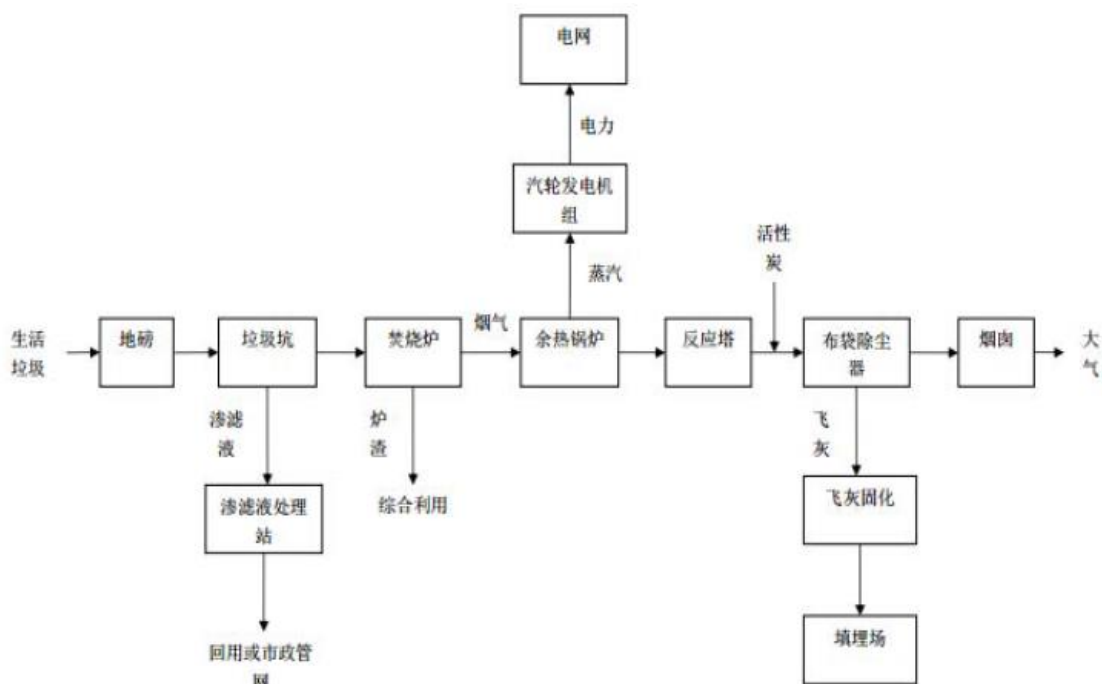 电网
电力
汽轮发电机
组
活性
炭
蒸汽
生活
垃圾
地磅
垃圾坑
焚烧炉
烟气
余热锅炉
反应塔
布袋除尘
器
烟囱
大
气
渗滤
液
炉
渣
飞
灰
渗滤液处理
站
综合利用
飞灰固化
回用或市政管
网
填埋场